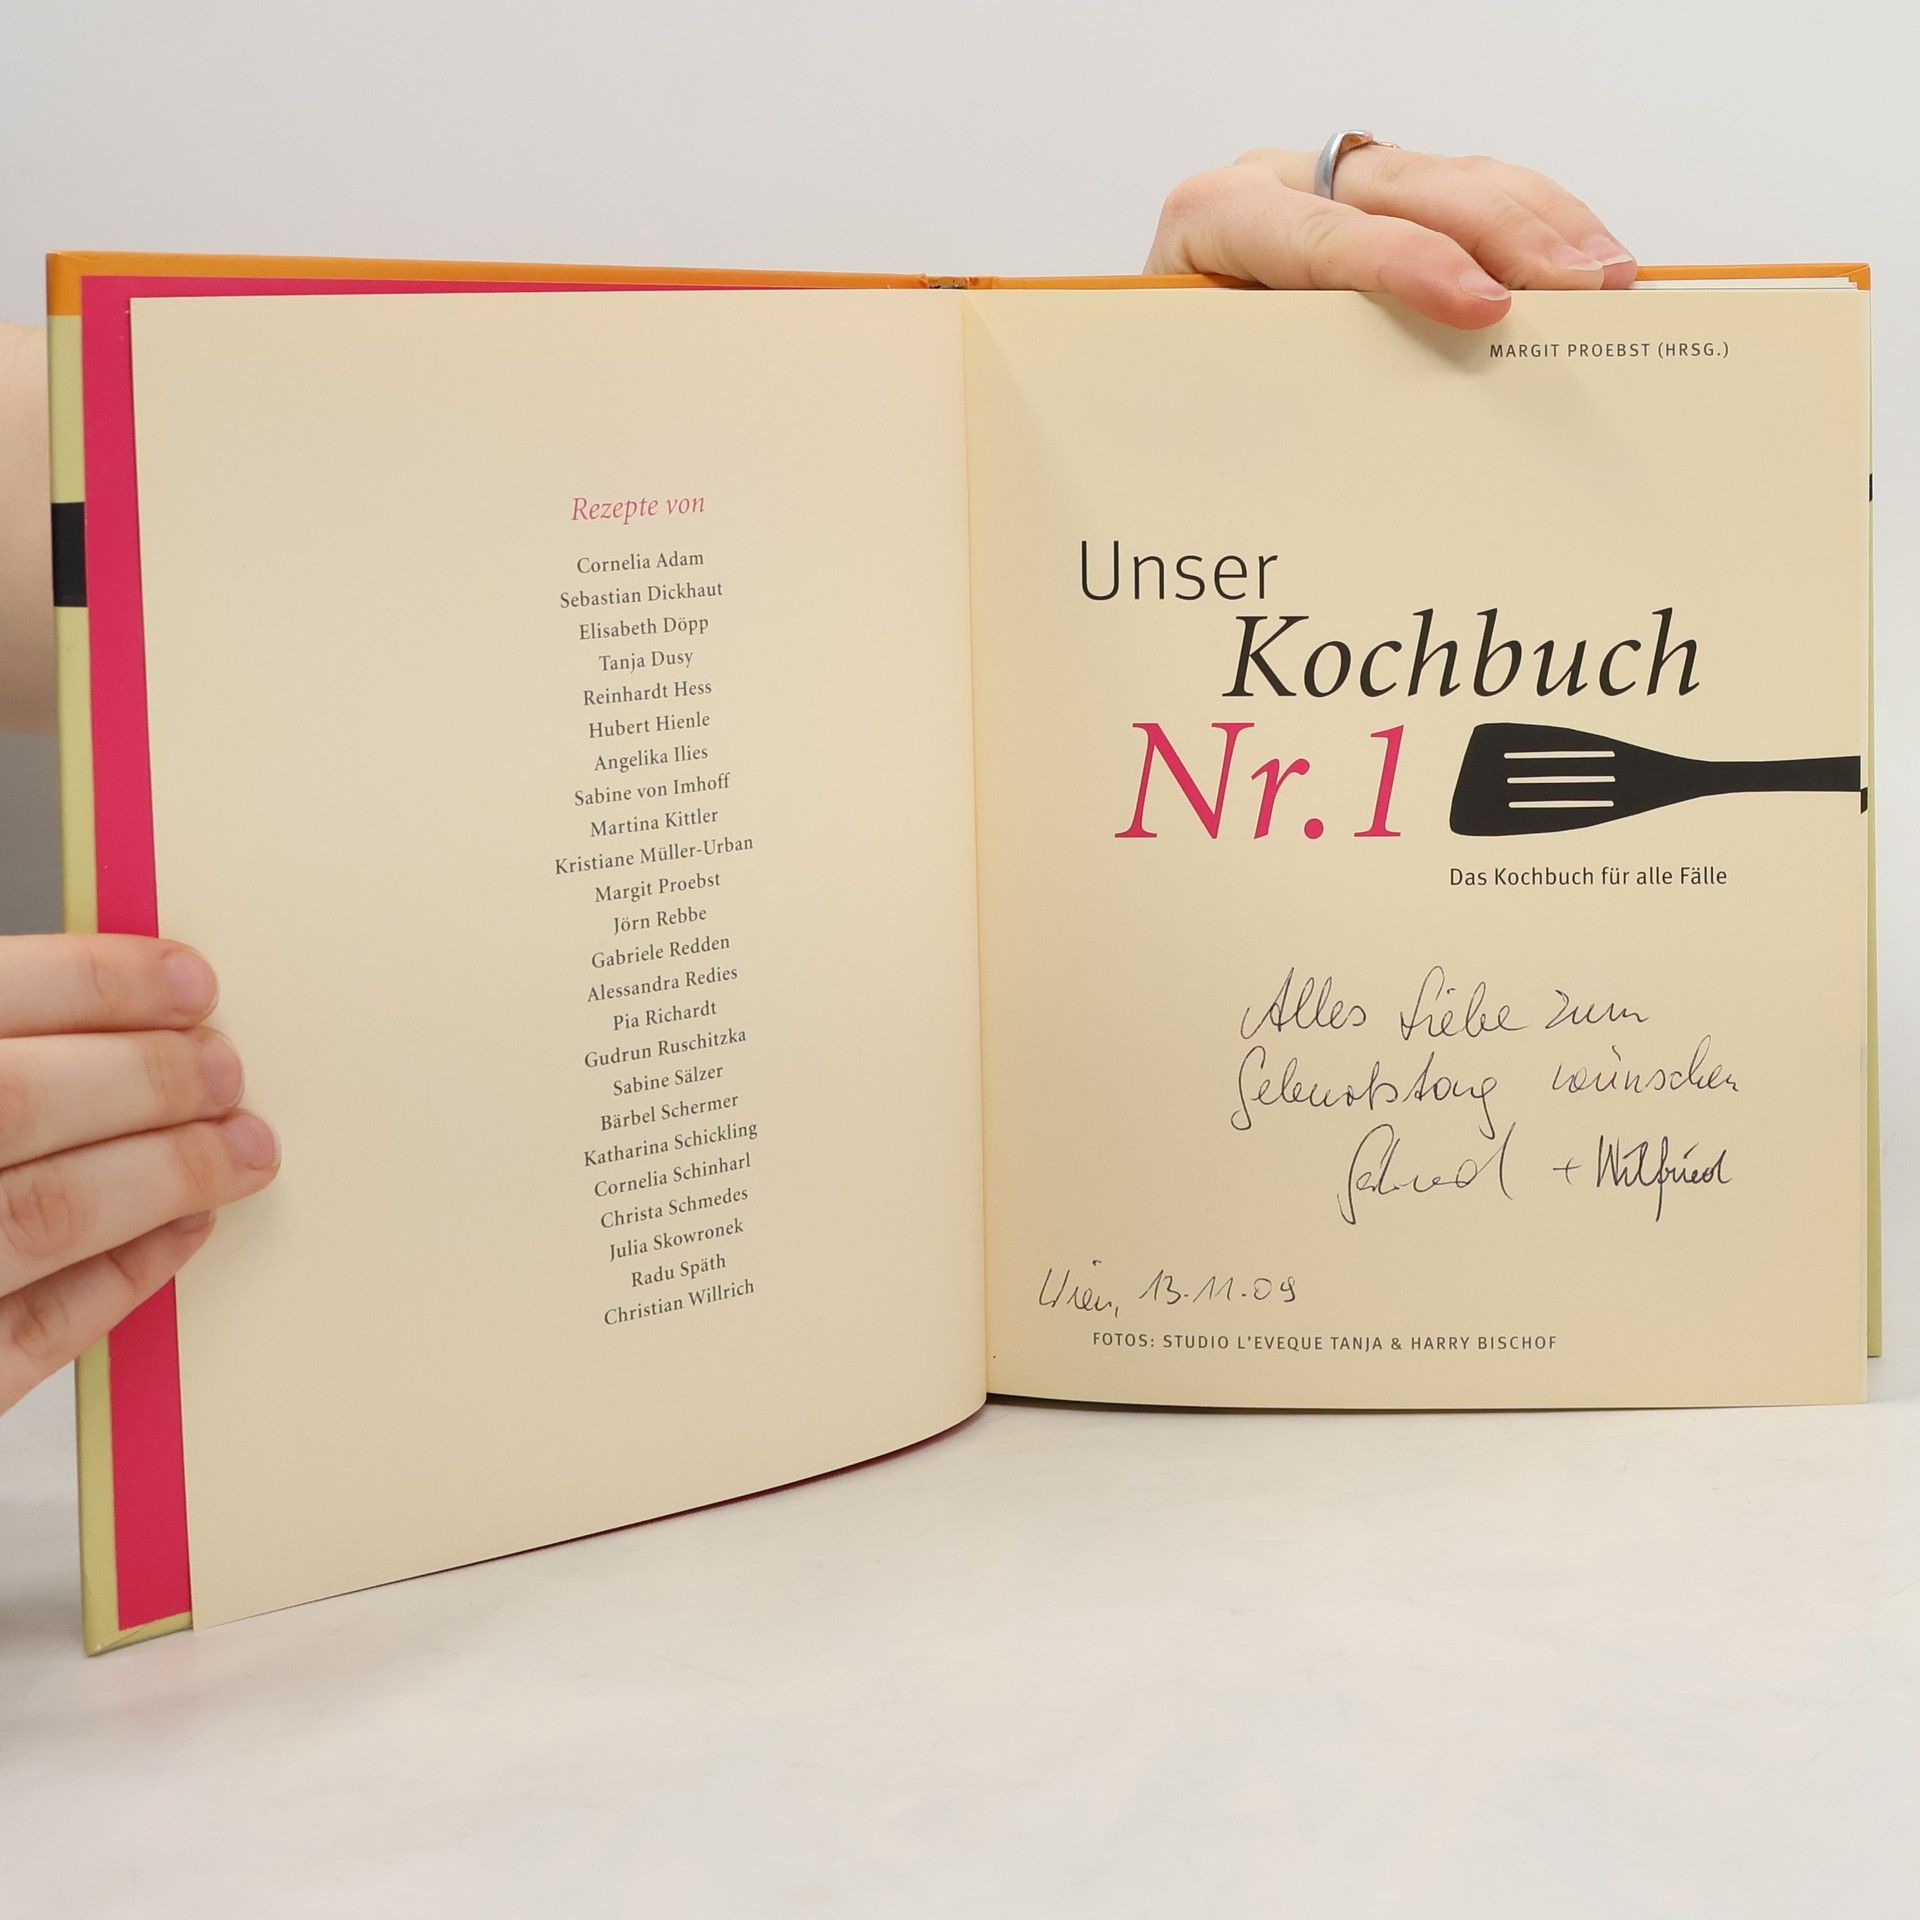 Rezepte von
Cornelia Adam
Sebastian Dickhaut
Elisabeth Döpp
Tanja Dusy
Reinhardt Hess
Hubert Hienle
Angelika Ilies
Sabine von Imhoff
Martina Kittler
Kristiane Müller-Urban
Margit Proebst
Jörn Rebbe
Gabriele Redden
Alessandra Redies
Pia Richardt
Gudrun Ruschitzka
Sabine Sälzer
Bärbel Schermer
Katharina Schickling
Cornelia Schinharl
Christa Schmedes
Julia Skowronek
Radu Späth
Christian Willrich
MARGIT PROEBST (HRSG.)
Unser
Kochbuch
Nr. 1
Das Kochbuch für alle Fälle
Alles Liebe zum
Geburtstag wünschen
+ Wilfried
Wien, 13.11.09
FOTOS: STUDIO L'EVEQUE TANJA & HARRY BISCHOF